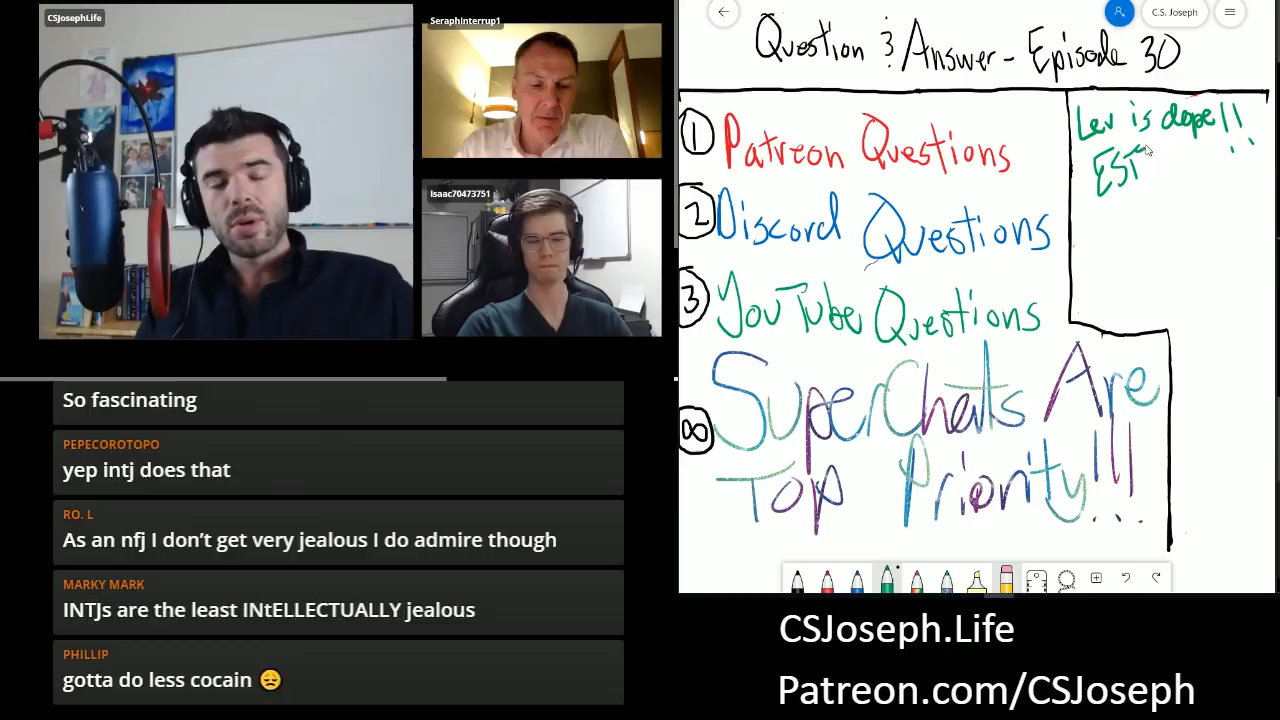 CSJosephLife
SeraphInterrup1
Isaac70473751
C.S. Joseph
Question & Answer - Episode 30
1 Patreon Questions
2 Discord Questions
3 YouTube Questions
∞ SuperChats Are
Top Priority!!!
Lev is dope!!
EST
So fascinating
PEPECOROTOPO
yep intj does that
RO. L
As an nfj I don’t get very jealous I do admire though
MARKY MARK
INTJs are the least INtELLECTUALLY jealous
PHILLIP
gotta do less cocain 😞
CSJoseph.Life
Patreon.com/CSJoseph